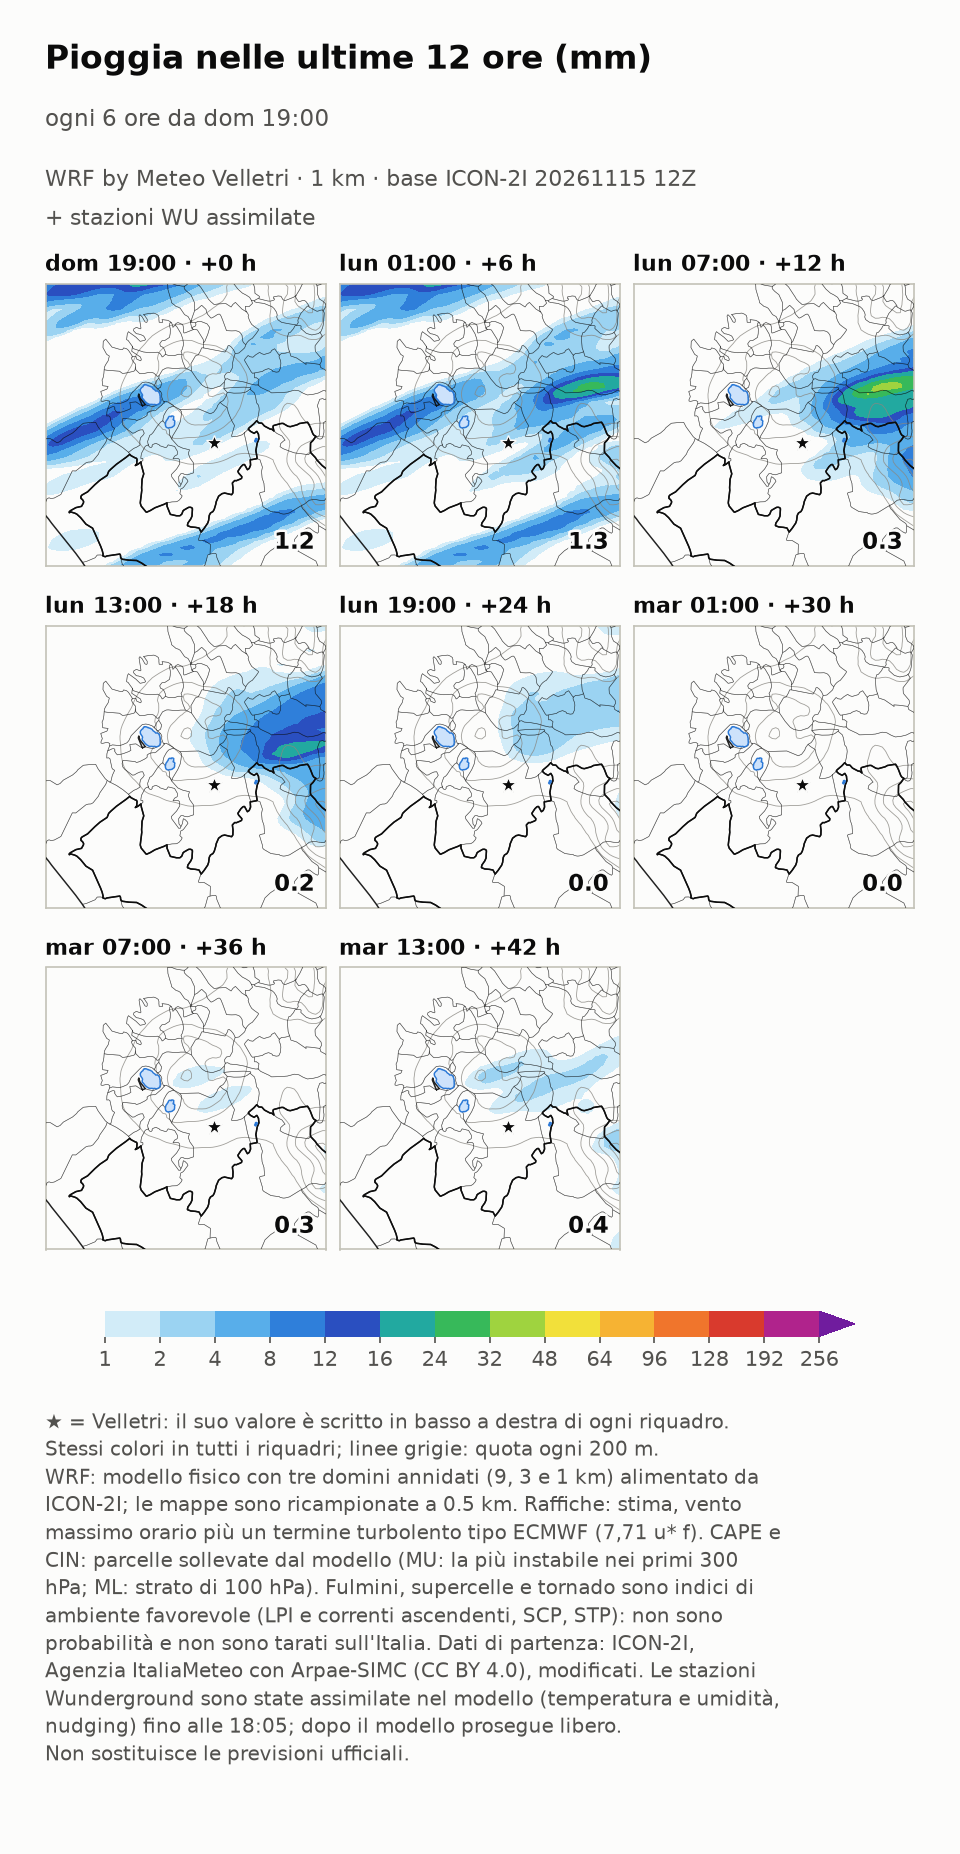 Pioggia nelle ultime 12 ore (mm)
ogni 6 ore da dom 19:00
WRF by Meteo Velletri · 1 km · base ICON-2I 20261115 12Z
+ stazioni WU assimilate
dom 19:00 · +0 h
lun 01:00 · +6 h
lun 07:00 · +12 h
1.2
1.3
0.3
lun 13:00 · +18 h
lun 19:00 · +24 h
mar 01:00 · +30 h
0.2
0.0
0.0
mar 07:00 · +36 h
mar 13:00 · +42 h
0.3
0.4
1 2 4 8 12 16 24 32 48 64 96 128 192 256
★ = Velletri: il suo valore è scritto in basso a destra di ogni riquadro.
Stessi colori in tutti i riquadri; linee grigie: quota ogni 200 m.
WRF: modello fisico con tre domini annidati (9, 3 e 1 km) alimentato da
ICON-2I; le mappe sono ricampionate a 0.5 km. Raffiche: stima, vento
massimo orario più un termine turbolento tipo ECMWF (7,71 u* f). CAPE e
CIN: parcelle sollevate dal modello (MU: la più instabile nei primi 300
hPa; ML: strato di 100 hPa). Fulmini, supercelle e tornado sono indici di
ambiente favorevole (LPI e correnti ascendenti, SCP, STP): non sono
probabilità e non sono tarati sull'Italia. Dati di partenza: ICON-2I,
Agenzia ItaliaMeteo con Arpae-SIMC (CC BY 4.0), modificati. Le stazioni
Wunderground sono state assimilate nel modello (temperatura e umidità,
nudging) fino alle 18:05; dopo il modello prosegue libero.
Non sostituisce le previsioni ufficiali.